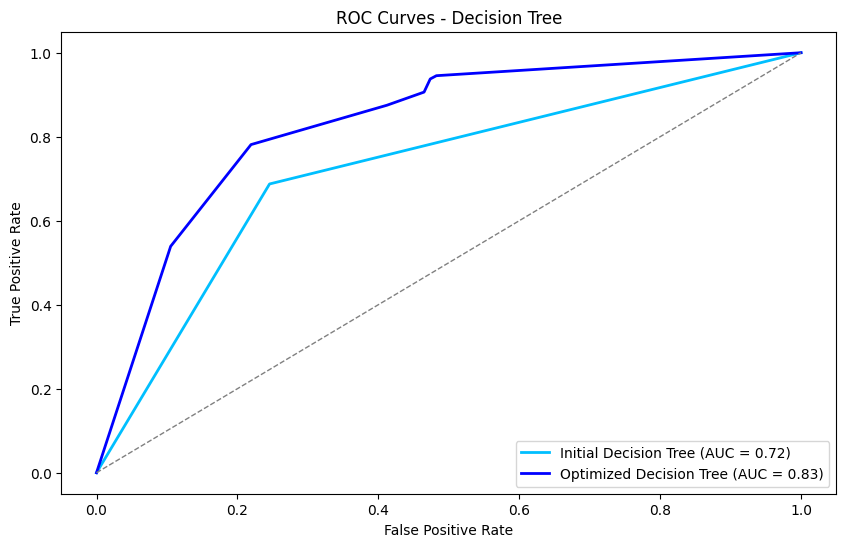 ROC Curves - Decision Tree
True Positive Rate
1.0
0.8
0.6
0.4
0.2
0.0
0.0 0.2 0.4 0.6 0.8 1.0
False Positive Rate
Initial Decision Tree (AUC = 0.72)
Optimized Decision Tree (AUC = 0.83)